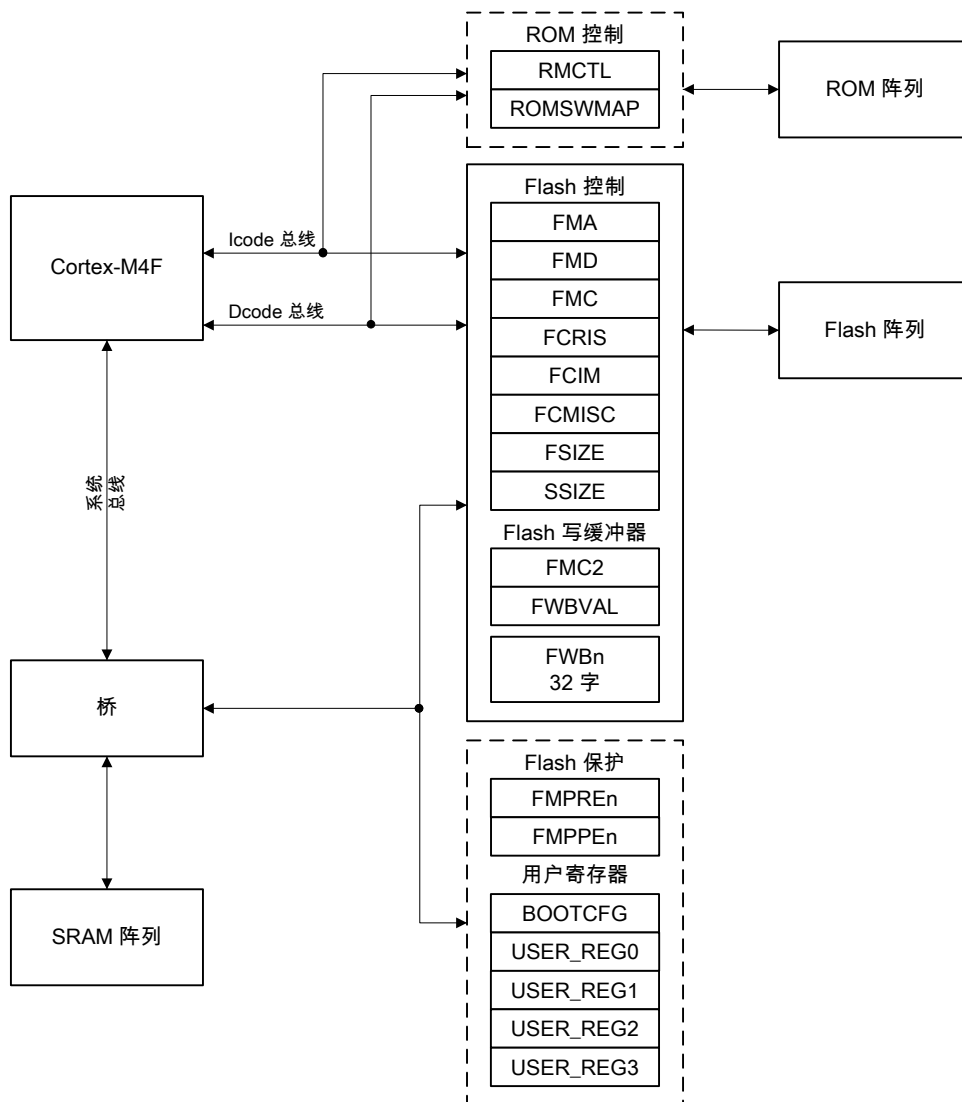 ROM 控制
RMCTL
ROMSWMAP
ROM 阵列
Cortex-M4F
Icode 总线
Dcode 总线
Flash 控制
FMA
FMD
FMC
FCRIS
FCIM
FCMISC
FSIZE
SSIZE
Flash 写缓冲器
FMC2
FWBVAL
FWBn
32 字
Flash 阵列
系统
总线
桥
SRAM 阵列
Flash 保护
FMPREn
FMPPEn
用户寄存器
BOOTCFG
USER_REG0
USER_REG1
USER_REG2
USER_REG3